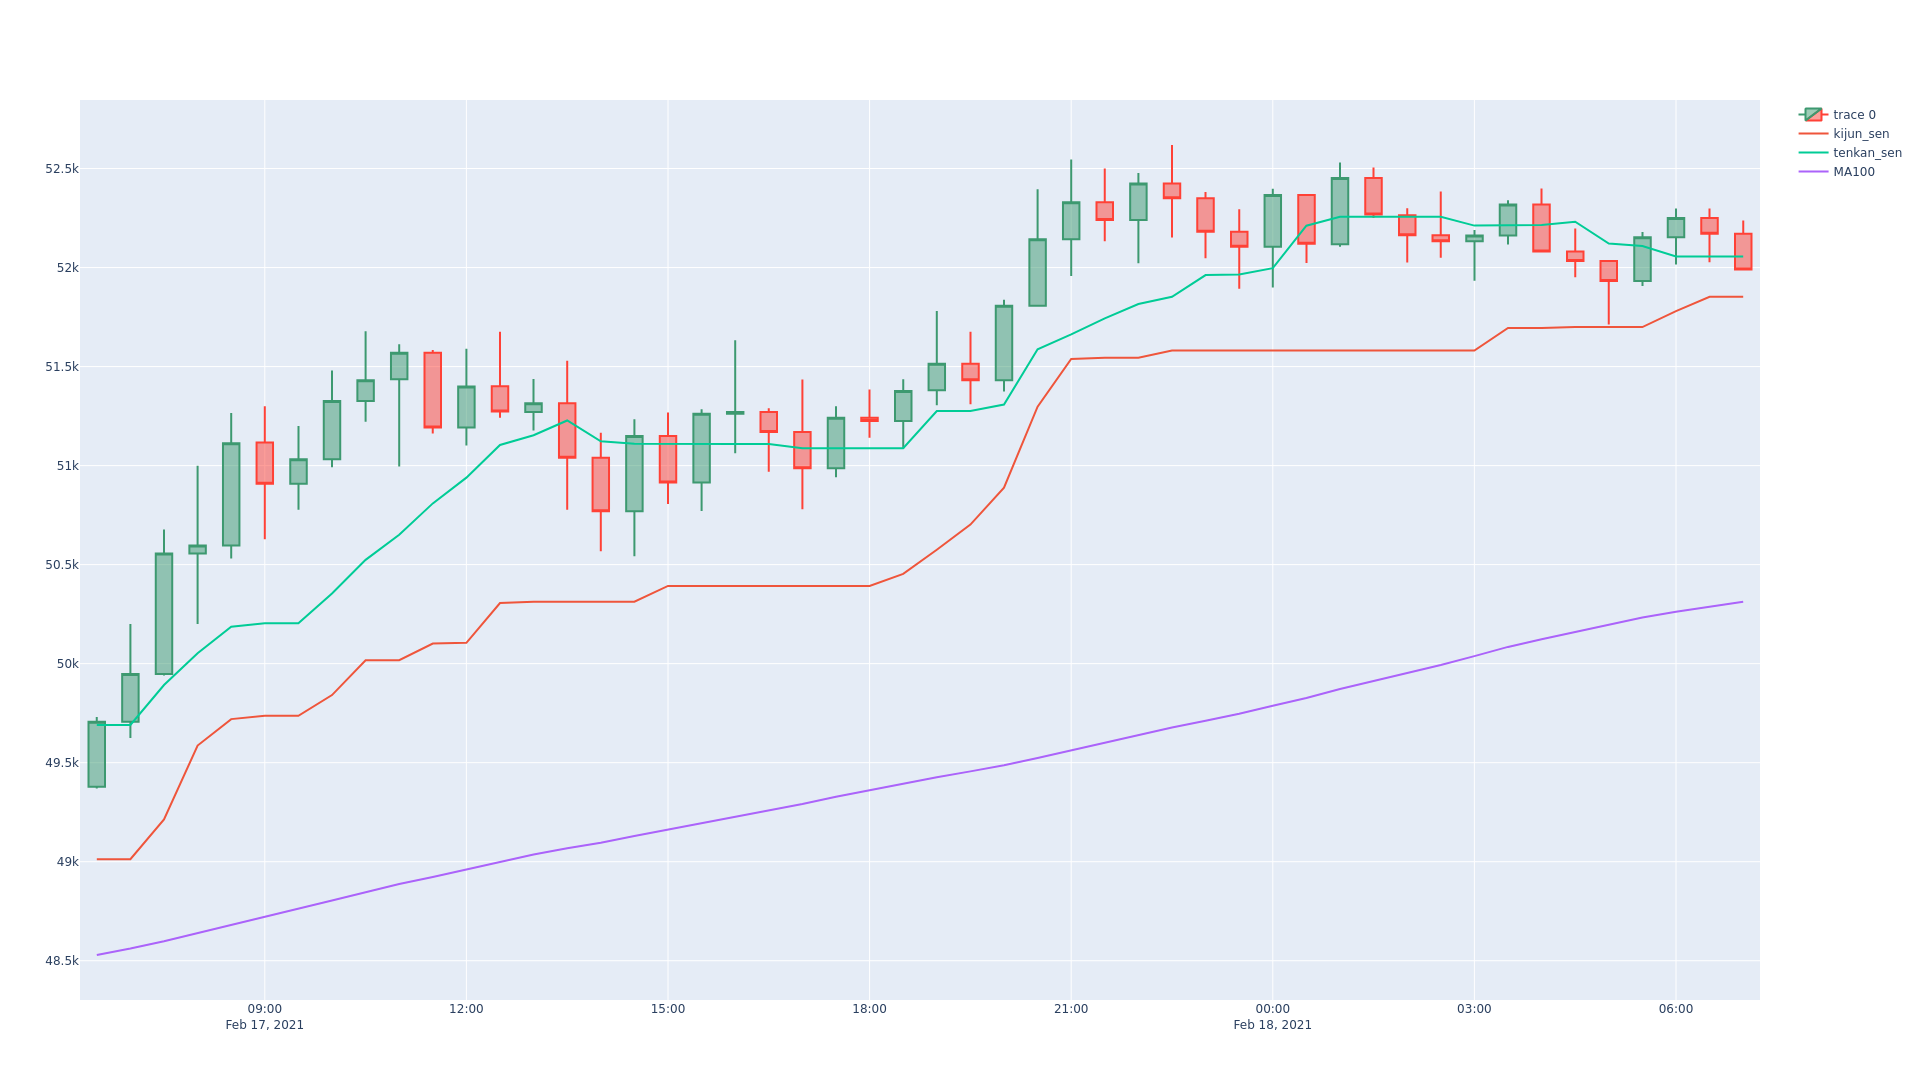 trace 0
kijun_sen
tenkan_sen
MA100
52.5k
52k
51.5k
51k
50.5k
50k
49.5k
49k
48.5k
09:00 12:00 15:00 18:00 21:00 00:00 03:00 06:00
Feb 17, 2021 Feb 18, 2021